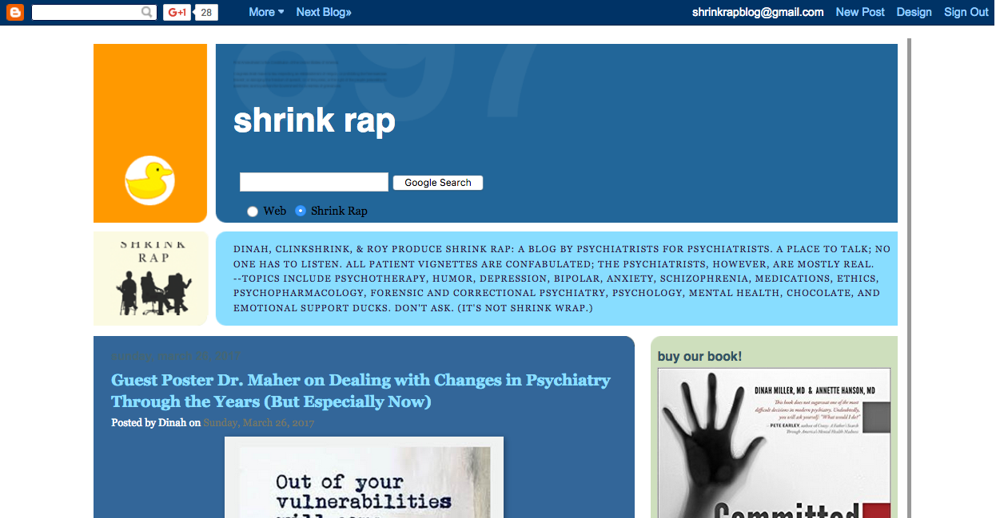 G+1 28 More Next Blog» shrinkrapblog@gmail.com New Post Design Sign Out
897
shrink rap
Google Search
Web Shrink Rap
SHRINK
RAP
DINAH, CLINKSHRINK, & ROY PRODUCE SHRINK RAP: A BLOG BY PSYCHIATRISTS FOR PSYCHIATRISTS. A PLACE TO TALK; NO
ONE HAS TO LISTEN. ALL PATIENT VIGNETTES ARE CONFABULATED; THE PSYCHIATRISTS, HOWEVER, ARE MOSTLY REAL.
--TOPICS INCLUDE PSYCHOTHERAPY, HUMOR, DEPRESSION, BIPOLAR, ANXIETY, SCHIZOPHRENIA, MEDICATIONS, ETHICS,
PSYCHOPHARMACOLOGY, FORENSIC AND CORRECTIONAL PSYCHIATRY, PSYCHOLOGY, MENTAL HEALTH, CHOCOLATE, AND
EMOTIONAL SUPPORT DUCKS. DON'T ASK. (IT'S NOT SHRINK WRAP.)
sunday, march 26, 2017
Guest Poster Dr. Maher on Dealing with Changes in Psychiatry
Through the Years (But Especially Now)
Posted by Dinah on Sunday, March 26, 2017
Out of your
vulnerabilities
will come
buy our book!
DINAH MILLER, MD & ANNETTE HANSON, MD
This book does not sugarcoat one of the most
difficult decisions in modern psychiatry. Undoubtedly,
you will ask yourself: "What would I do?"
– PETE EARLEY, author of Crazy: A Father's Search
Through America's Mental Health Madness
Committed